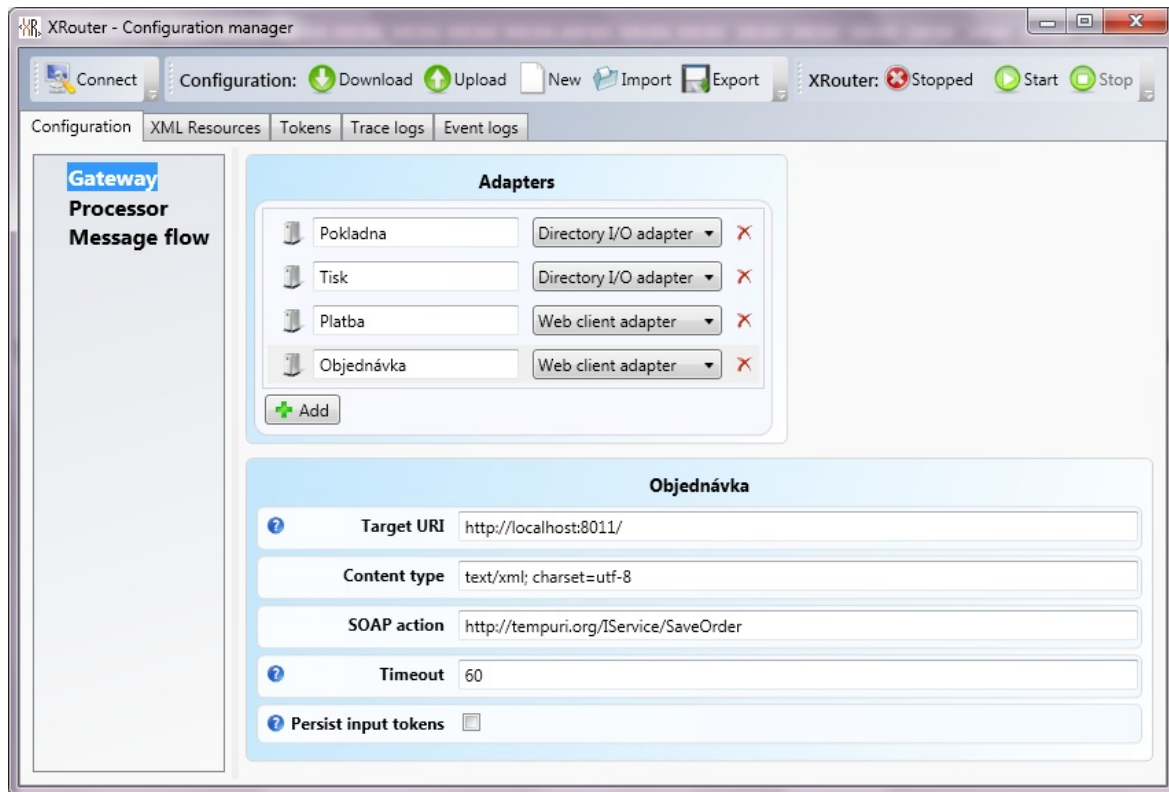 XRouter - Configuration manager
Connect Configuration: Download Upload New Import Export XRouter: Stopped Start Stop
Configuration XML Resources Tokens Trace logs Event logs
Gateway
Processor
Message flow
Adapters
Pokladna Directory I/O adapter
Tisk Directory I/O adapter
Platba Web client adapter
Objednávka Web client adapter
Add
Objednávka
Target URI http://localhost:8011/
Content type text/xml; charset=utf-8
SOAP action http://tempuri.org/IService/SaveOrder
Timeout 60
Persist input tokens